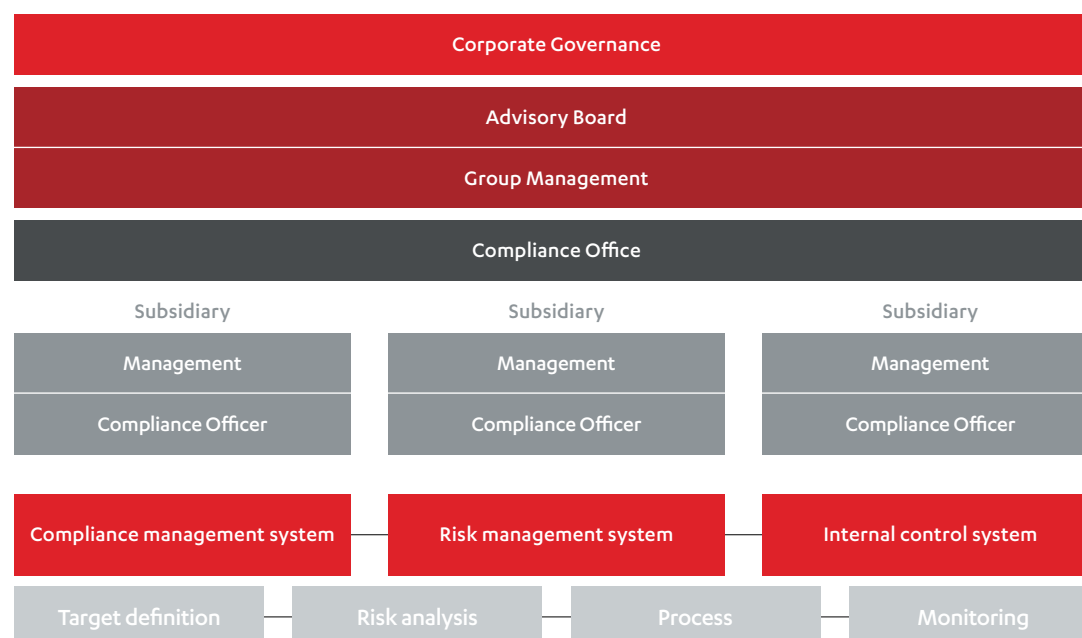 Corporate Governance
Advisory Board
Group Management
Compliance Office
Subsidiary Subsidiary Subsidiary
Management Management Management
Compliance Officer Compliance Officer Compliance Officer
Compliance management system Risk management system Internal control system
Target definition Risk analysis Process Monitoring